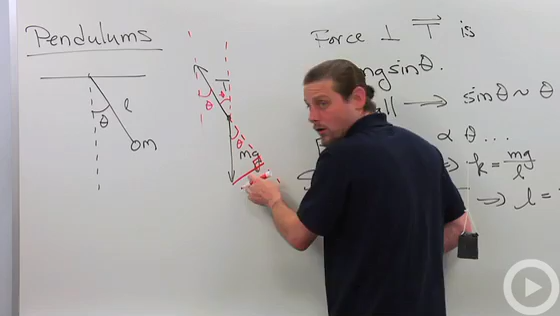 Pendulums
Force ⊥ T is
mg sinθ.
→ sinθ ~ θ
∝ θ ...
⇒ k = mg/l
→ l =
θ
l
m
θ
T
θ
θ
mg